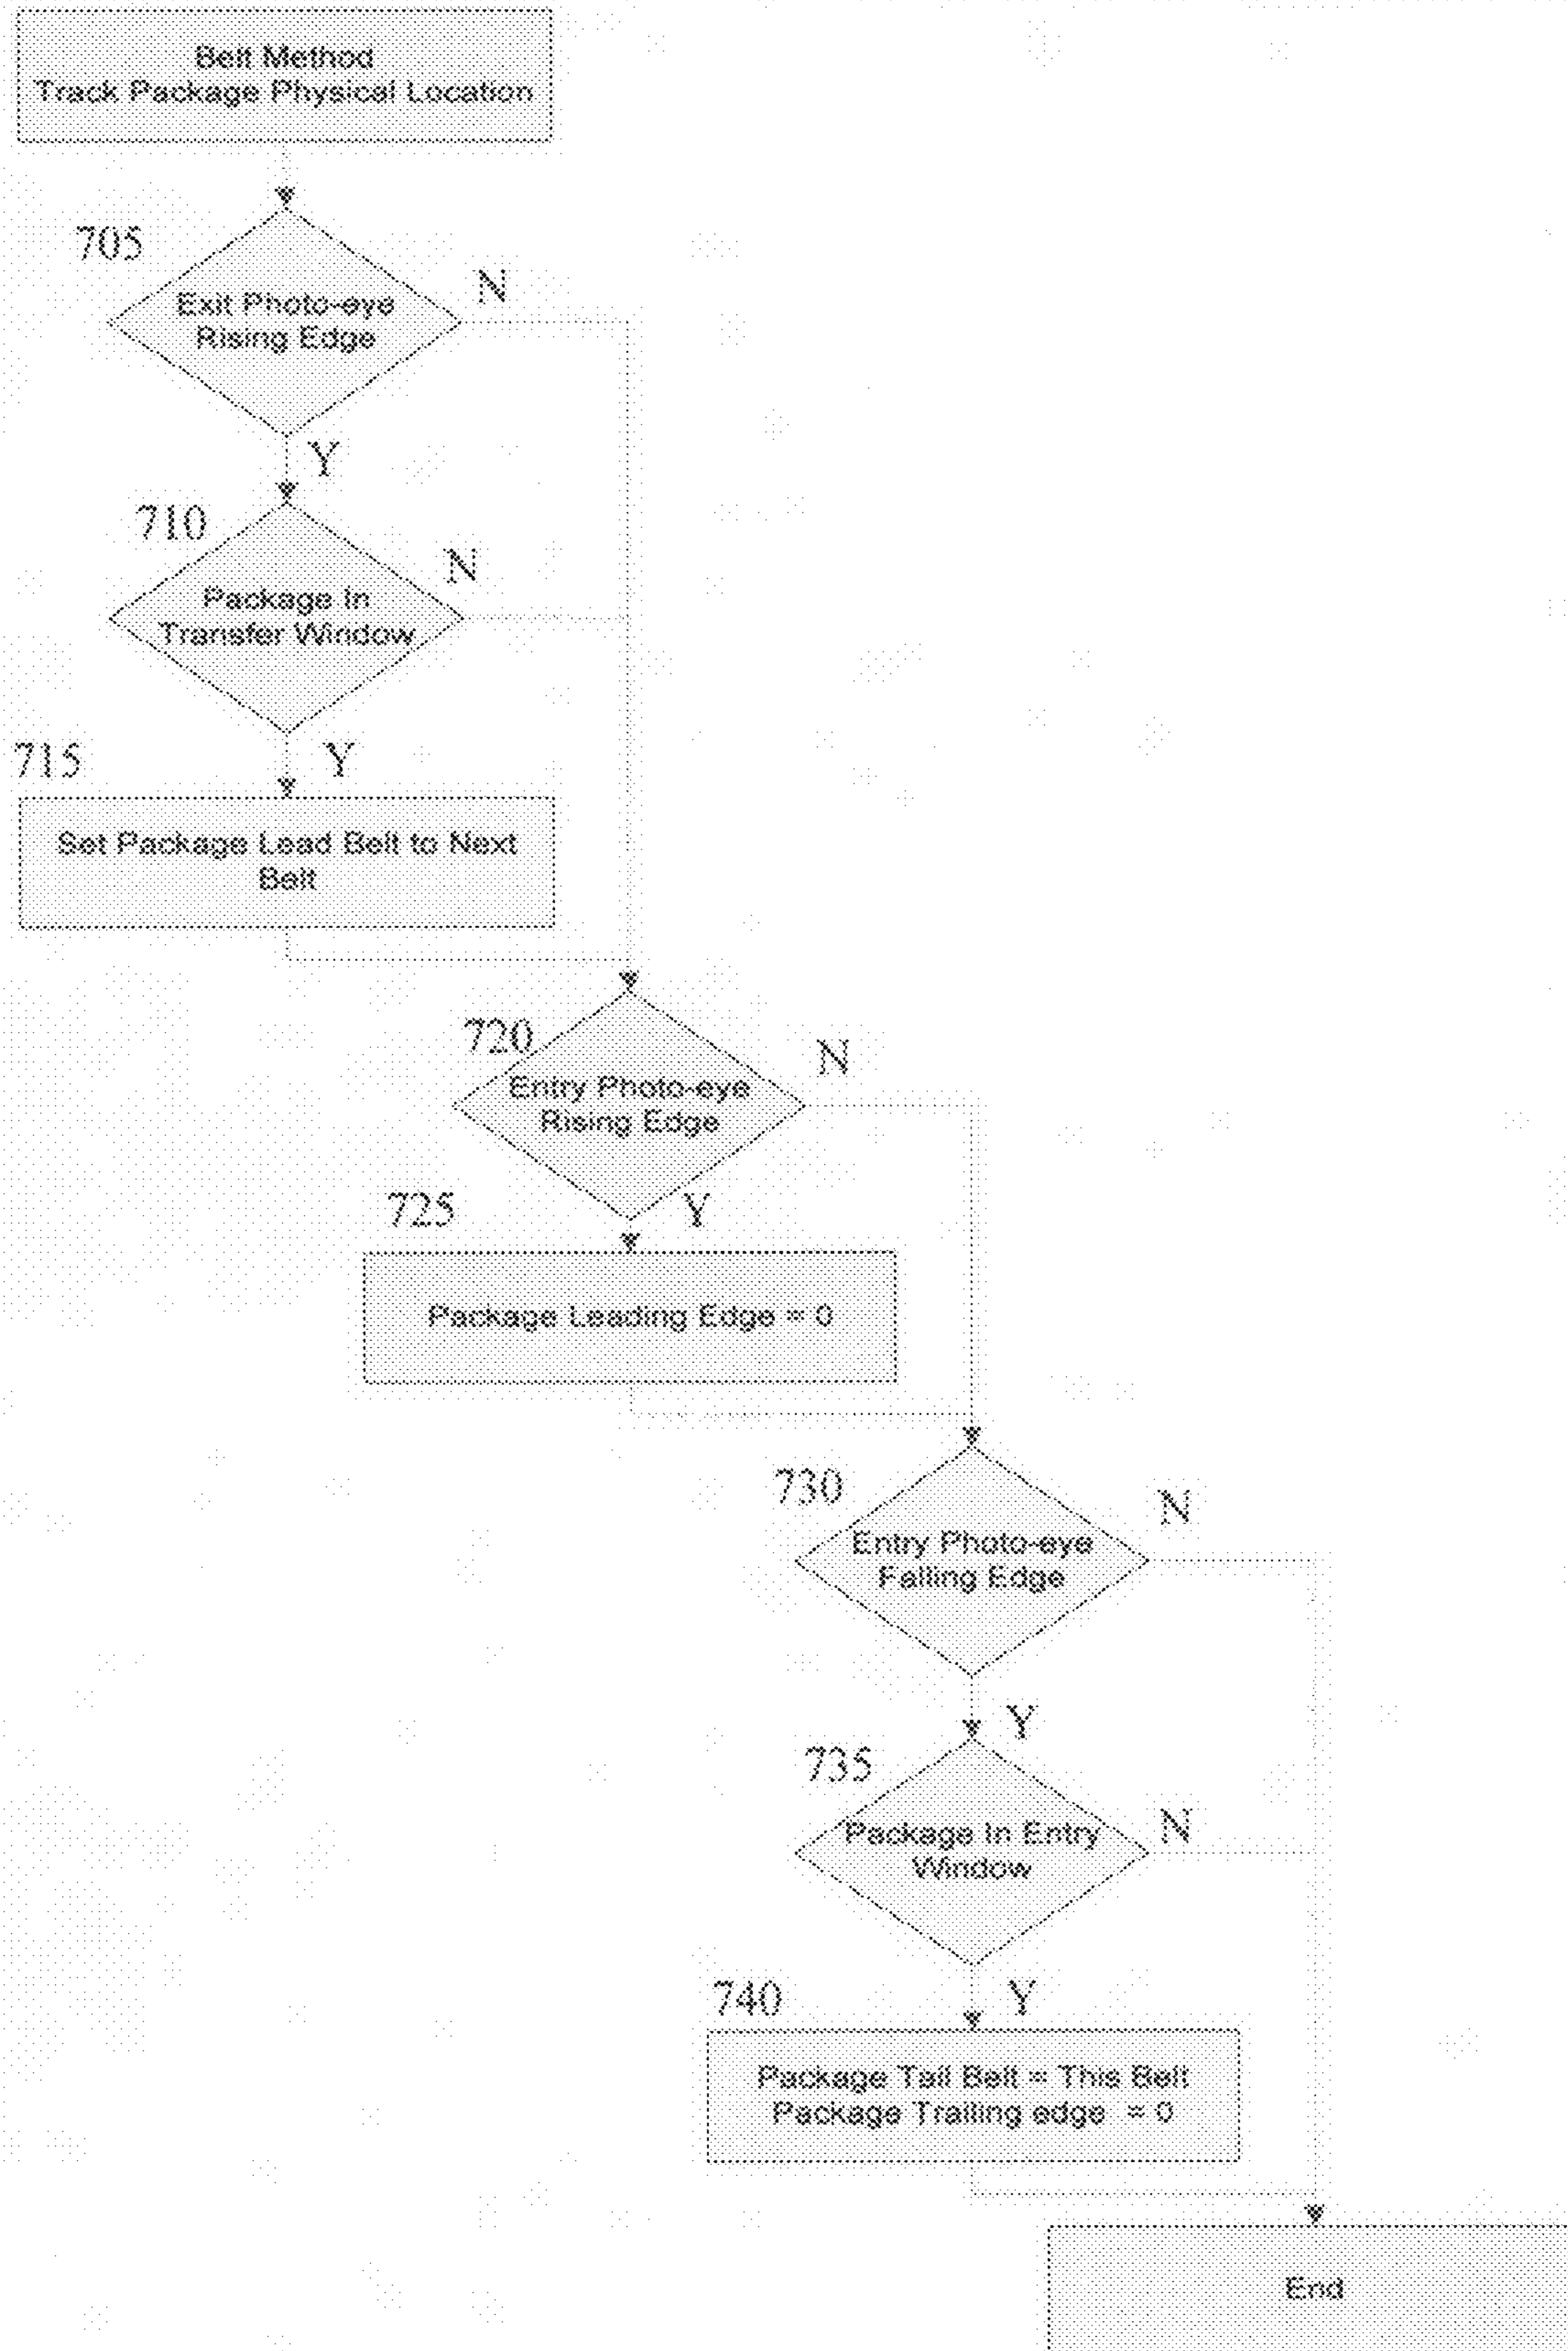 Belt Method
Track Package Physical Location
705
N
Exit Photo-eye
Rising Edge
Y
710
N
Package In
Transfer Window
715
Y
Set Package Lead Belt to Next
Belt
720
N
Entry Photo-eye
Rising Edge
725
Y
Package Leading Edge = 0
730
N
Entry Photo-eye
Falling Edge
Y
735
N
Package In Entry
Window
740
Y
Package Tail Belt = This Belt
Package Trailing edge = 0
End